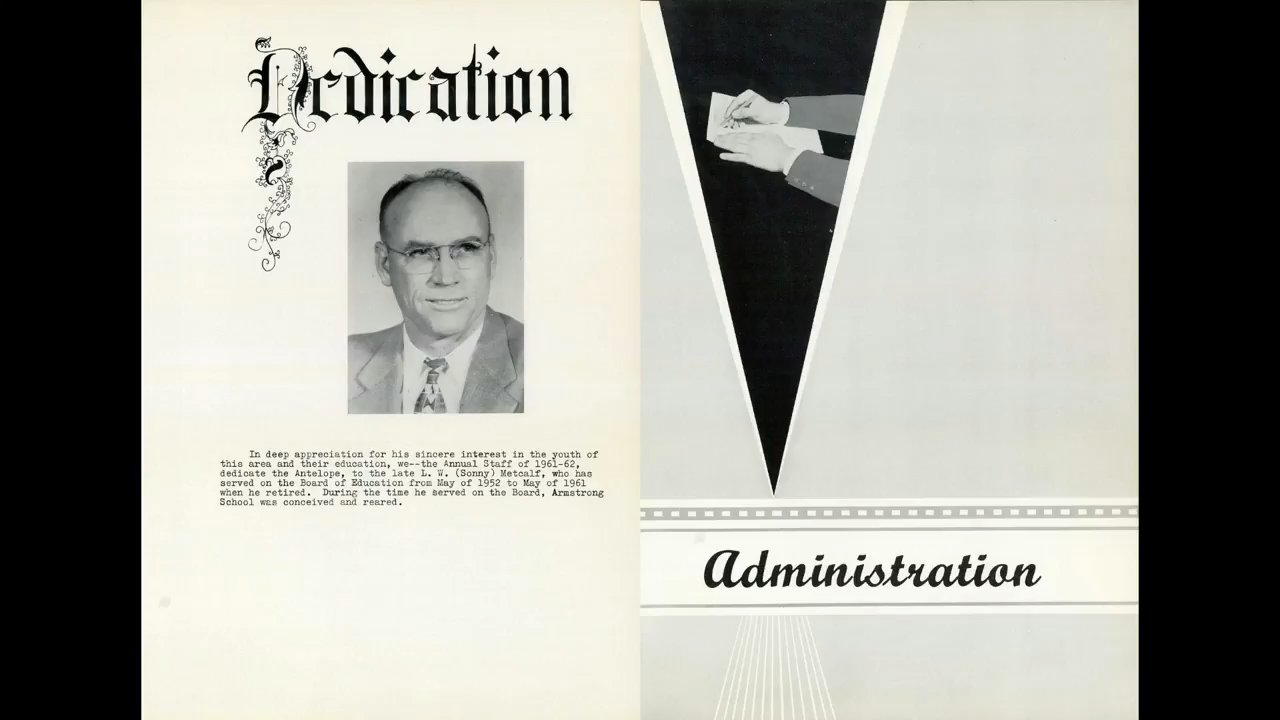 Dedication
In deep appreciation for his sincere interest in the youth of
this area and their education, we--the Annual Staff of 1961-62,
dedicate the Antelope, to the late L. W. (Sonny) Metcalf, who has
served on the Board of Education from May of 1952 to May of 1961
when he retired. During the time he served on the Board, Armstrong
School was conceived and reared.
Administration